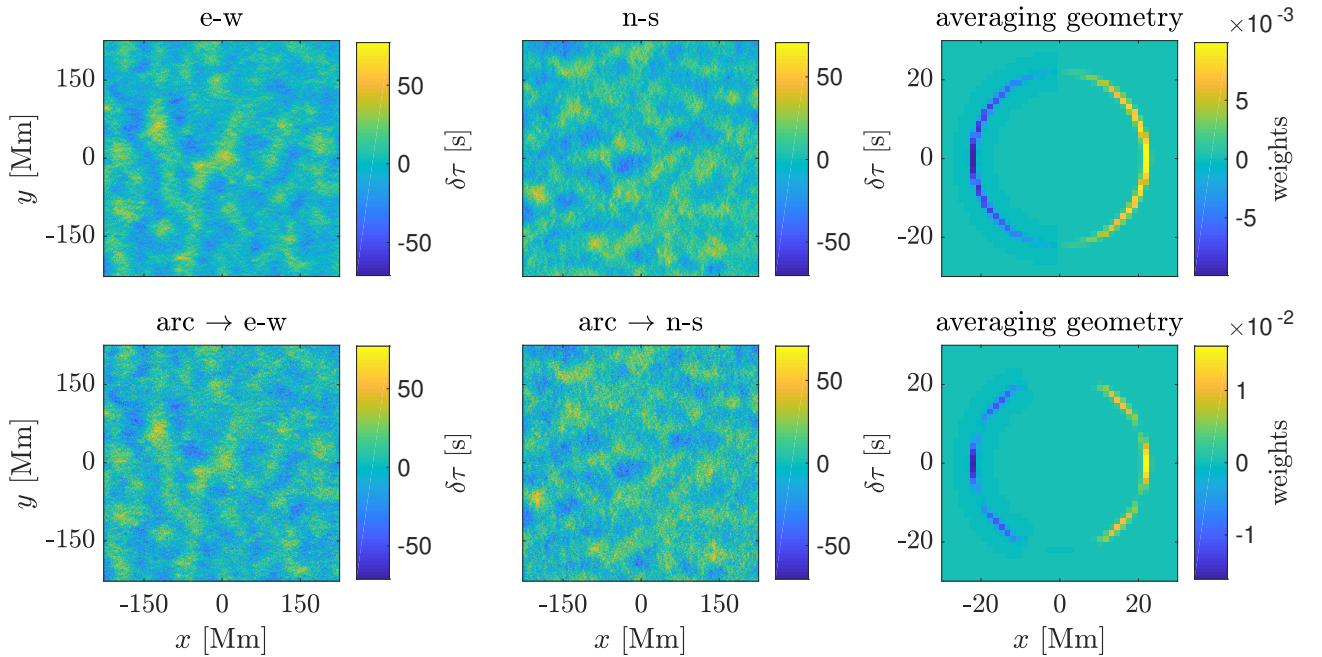 e-w
n-s
averaging geometry
×10⁻³
150
0
-150
y [Mm]
50
0
-50
δτ [s]
50
0
-50
δτ [s]
20
0
-20
5
0
-5
weights
arc → e-w
arc → n-s
averaging geometry
×10⁻²
150
0
-150
y [Mm]
-150 0 150
x [Mm]
50
0
-50
δτ [s]
-150 0 150
x [Mm]
50
0
-50
δτ [s]
20
0
-20
-20 0 20
x [Mm]
1
0
-1
weights